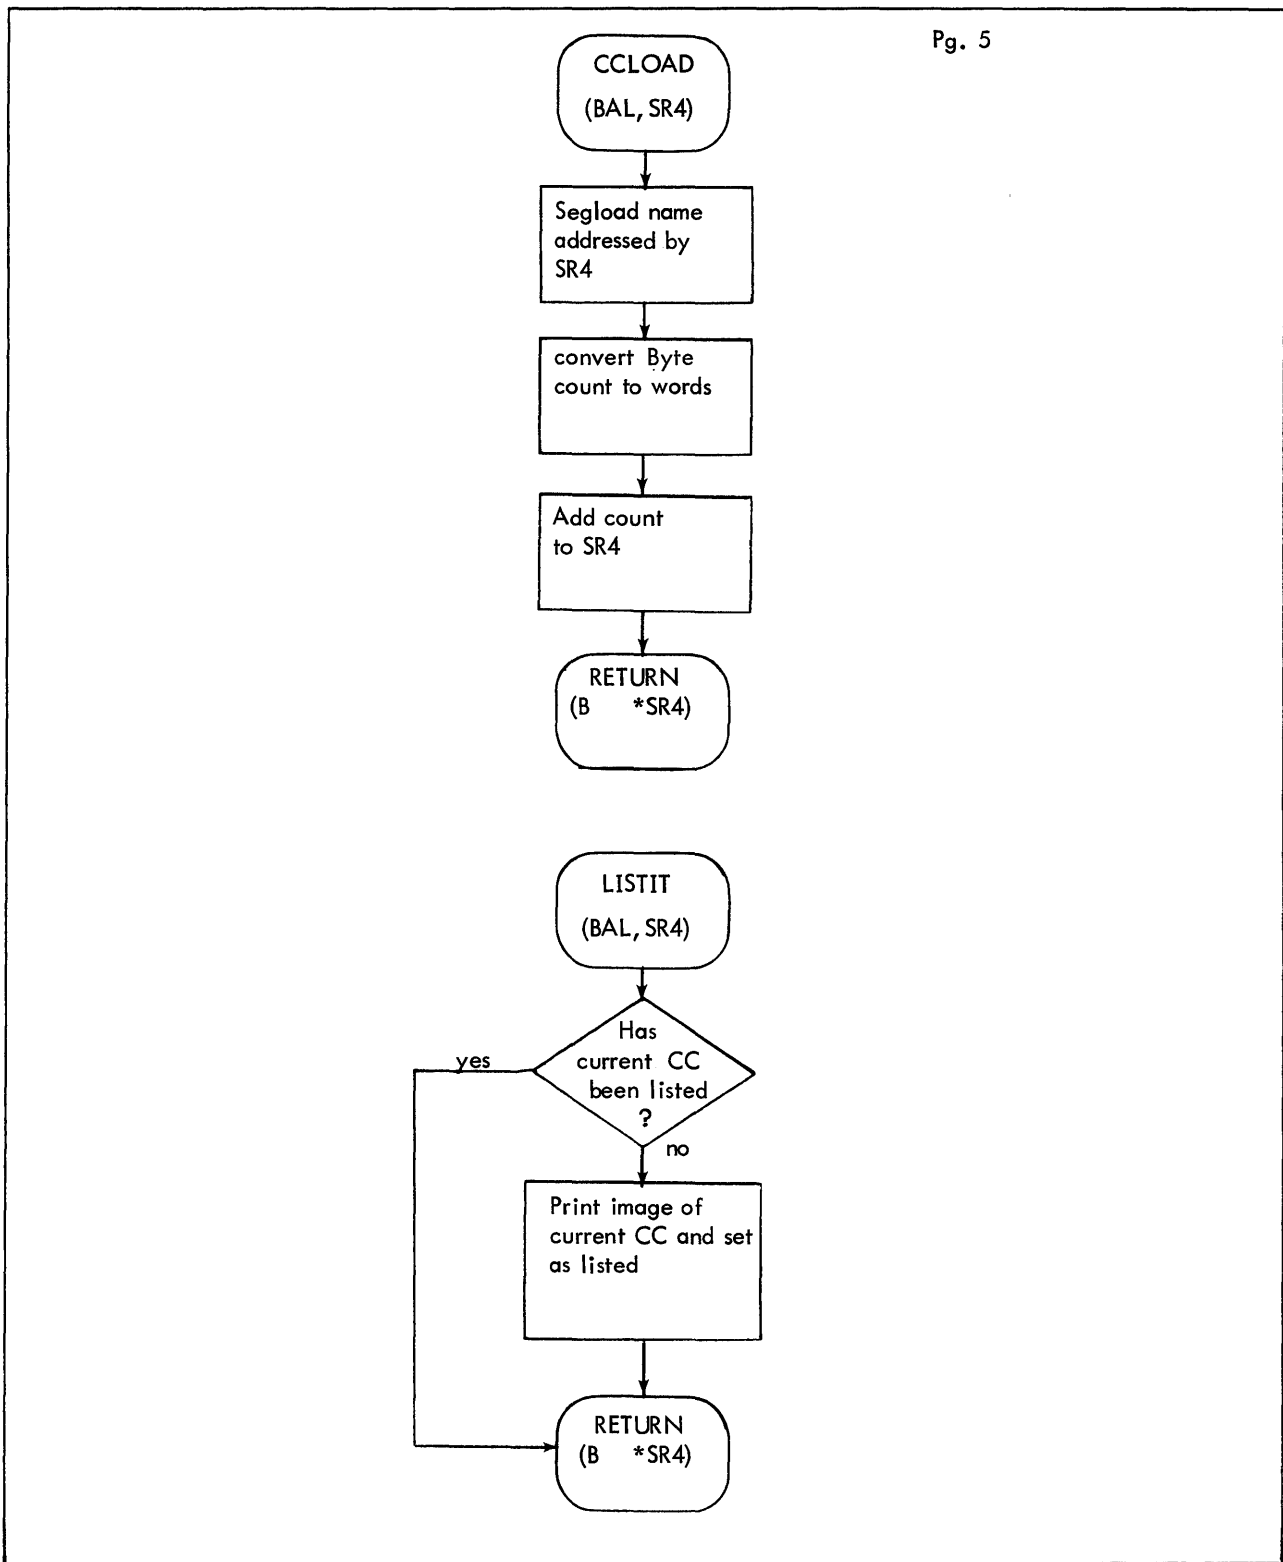 Pg. 5
CCLOAD
(BAL, SR4)
Segload name
addressed by
SR4
convert Byte
count to words
Add count
to SR4
RETURN
(B *SR4)
LISTIT
(BAL, SR4)
Has
current CC
been listed
?
yes
no
Print image of
current CC and set
as listed
RETURN
(B *SR4)